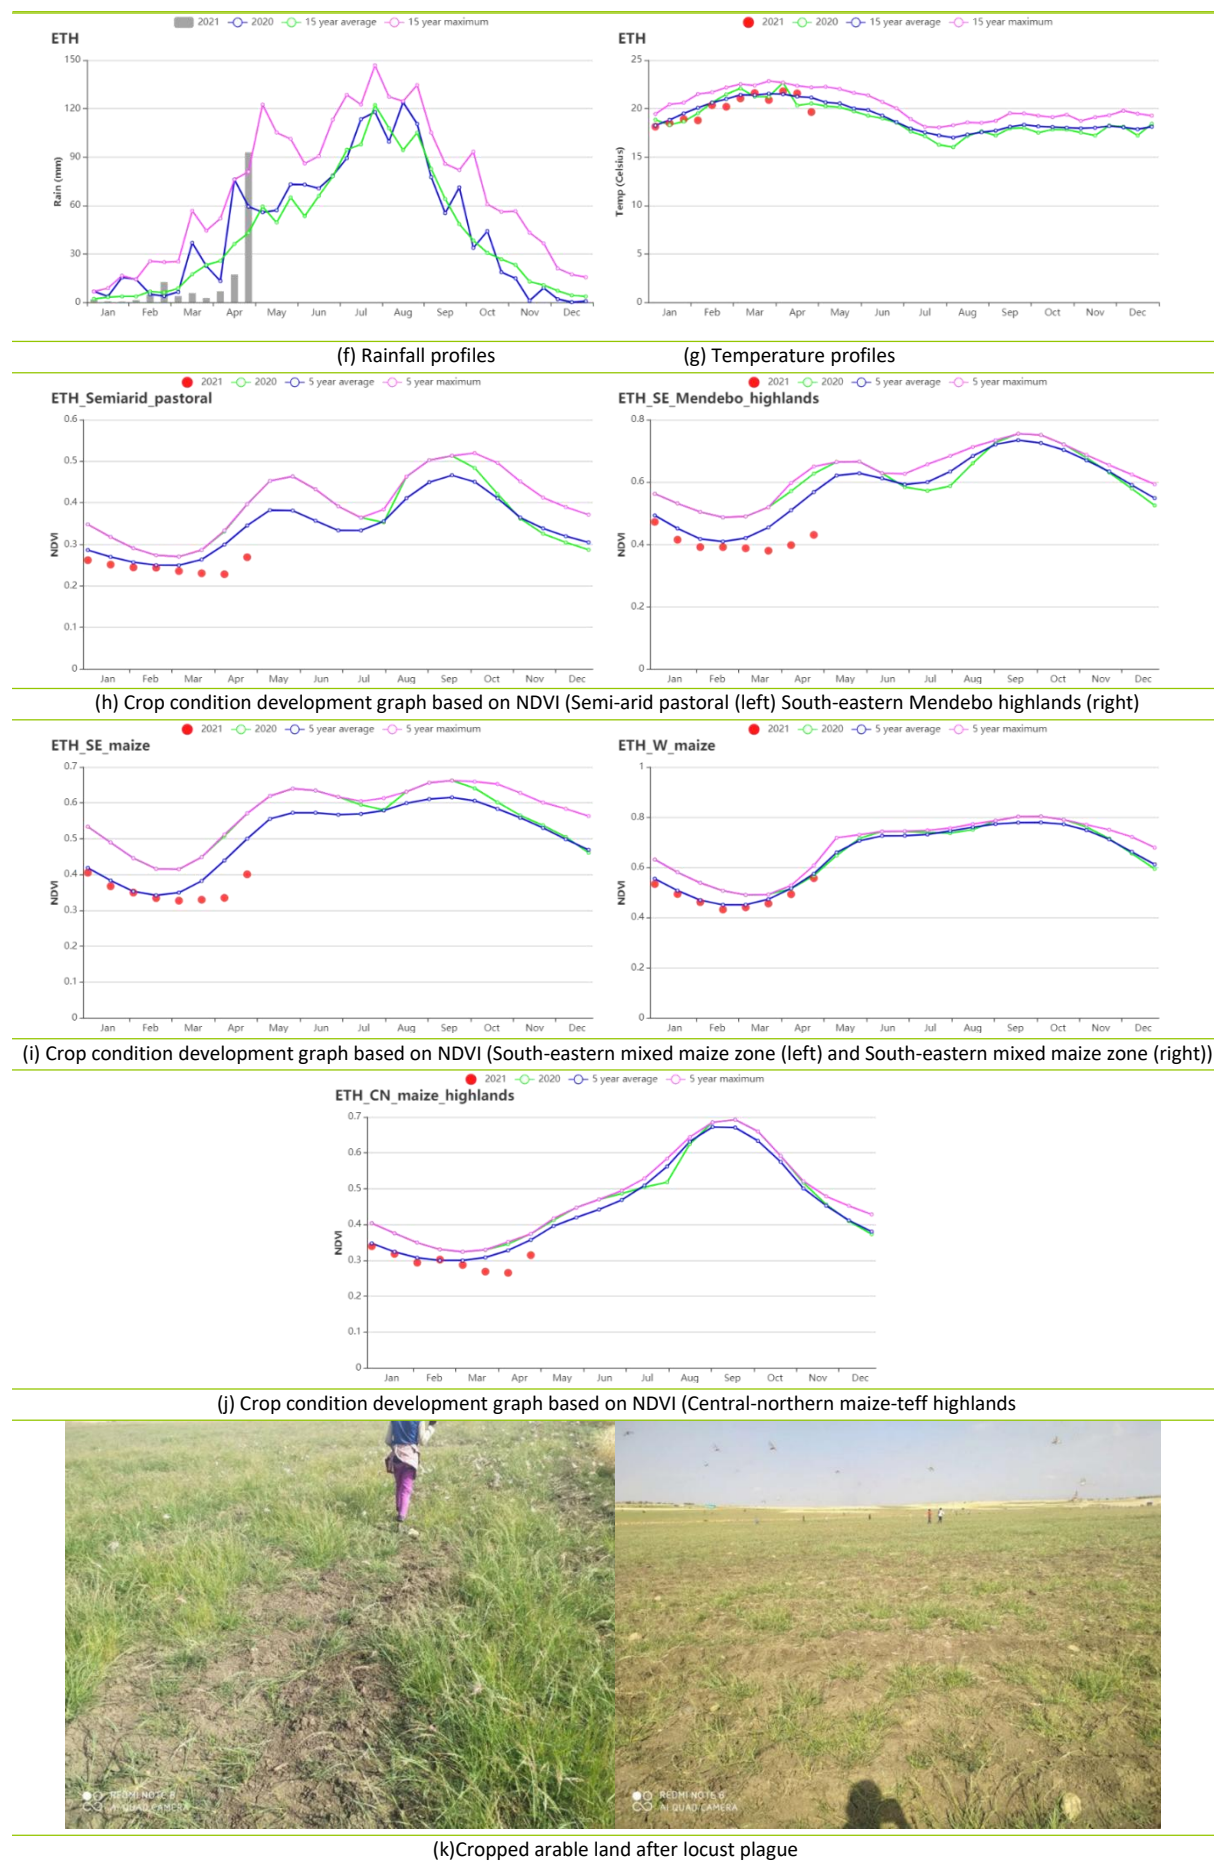 2021 2020 15 year average 15 year maximum
ETH
150
120
90
60
30
0
Rain (mm)
Jan Feb Mar Apr May Jun Jul Aug Sep Oct Nov Dec
2021 2020 15 year average 15 year maximum
ETH
25
20
15
10
5
0
Temp (Celsius)
Jan Feb Mar Apr May Jun Jul Aug Sep Oct Nov Dec
(f) Rainfall profiles
(g) Temperature profiles
2021 2020 5 year average 5 year maximum
ETH_Semiarid_pastoral
0.6
0.5
0.4
0.3
0.2
0.1
0
NDVI
Jan Feb Mar Apr May Jun Jul Aug Sep Oct Nov Dec
2021 2020 5 year average 5 year maximum
ETH_SE_Mendebo_highlands
0.8
0.6
0.4
0.2
0
NDVI
Jan Feb Mar Apr May Jun Jul Aug Sep Oct Nov Dec
(h) Crop condition development graph based on NDVI (Semi-arid pastoral (left) South-eastern Mendebo highlands (right)
2021 2020 5 year average 5 year maximum
ETH_SE_maize
0.7
0.6
0.5
0.4
0.3
0.2
0.1
0
NDVI
Jan Feb Mar Apr May Jun Jul Aug Sep Oct Nov Dec
2021 2020 5 year average 5 year maximum
ETH_W_maize
1
0.8
0.6
0.4
0.2
0
NDVI
Jan Feb Mar Apr May Jun Jul Aug Sep Oct Nov Dec
(i) Crop condition development graph based on NDVI (South-eastern mixed maize zone (left) and South-eastern mixed maize zone (right))
2021 2020 5 year average 5 year maximum
ETH_CN_maize_highlands
0.7
0.6
0.5
0.4
0.3
0.2
0.1
0
NDVI
Jan Feb Mar Apr May Jun Jul Aug Sep Oct Nov Dec
(j) Crop condition development graph based on NDVI (Central-northern maize-teff highlands
REDMI NOTE 8
AI QUAD CAMERA
REDMI NOTE 8
AI QUAD CAMERA
(k)Cropped arable land after locust plague